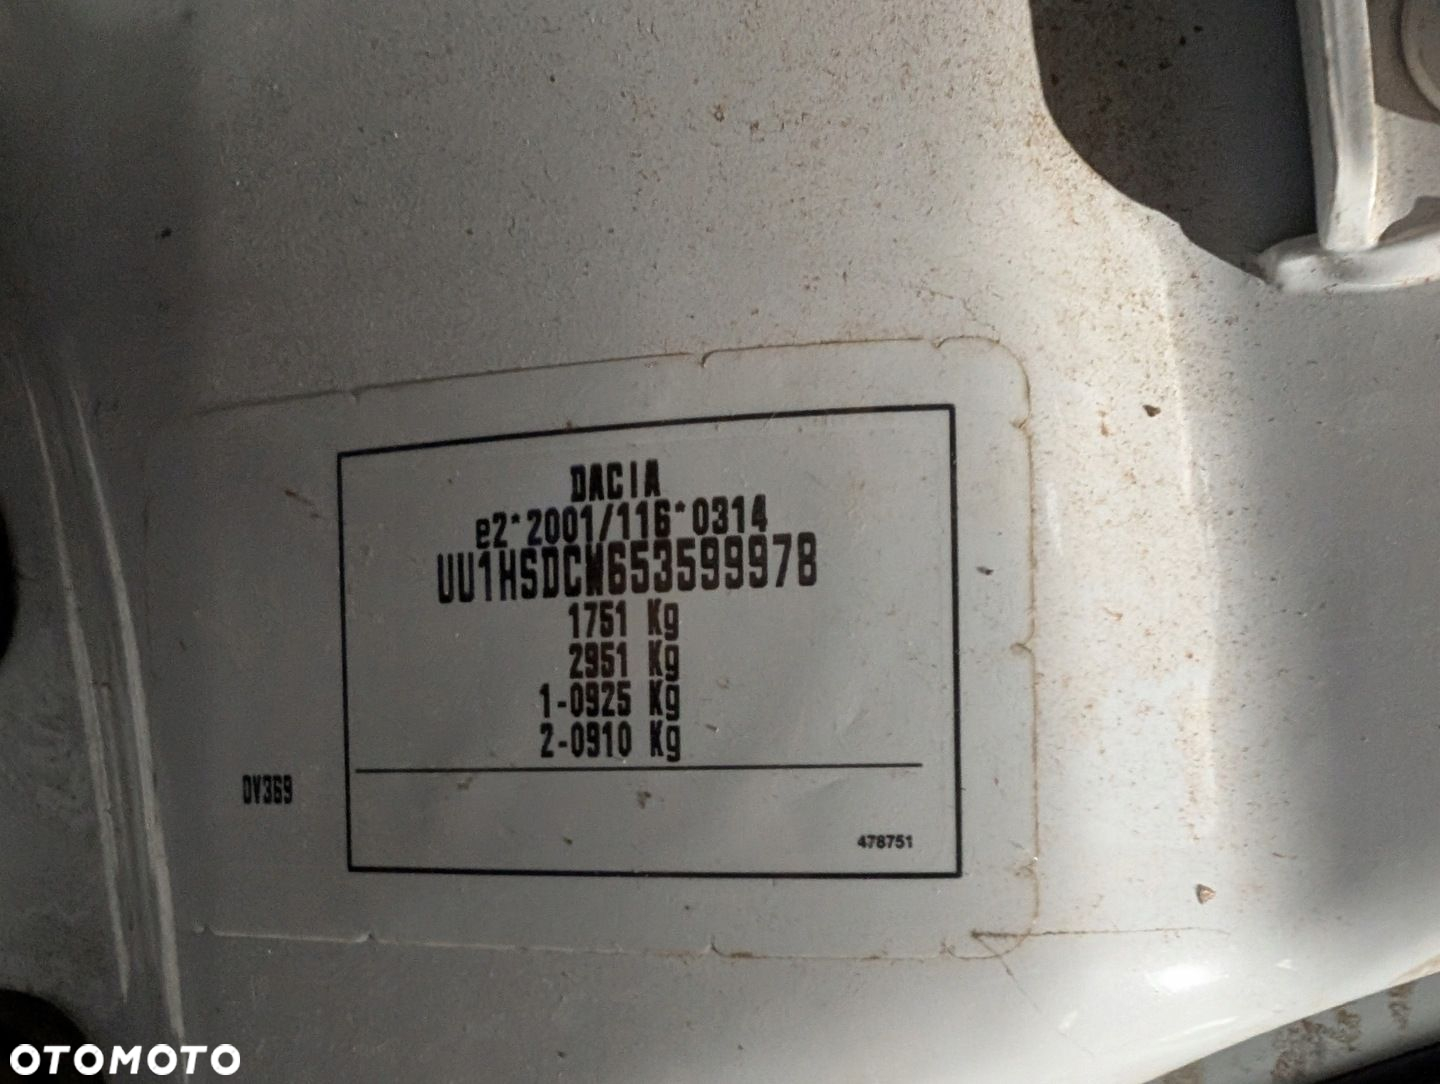 DACIA
e2*2001/116*0314
UU1HSDCW653599978
1751 Kg
2951 Kg
1-0925 Kg
2-0910 Kg
DV369
478751
OTOMOTO